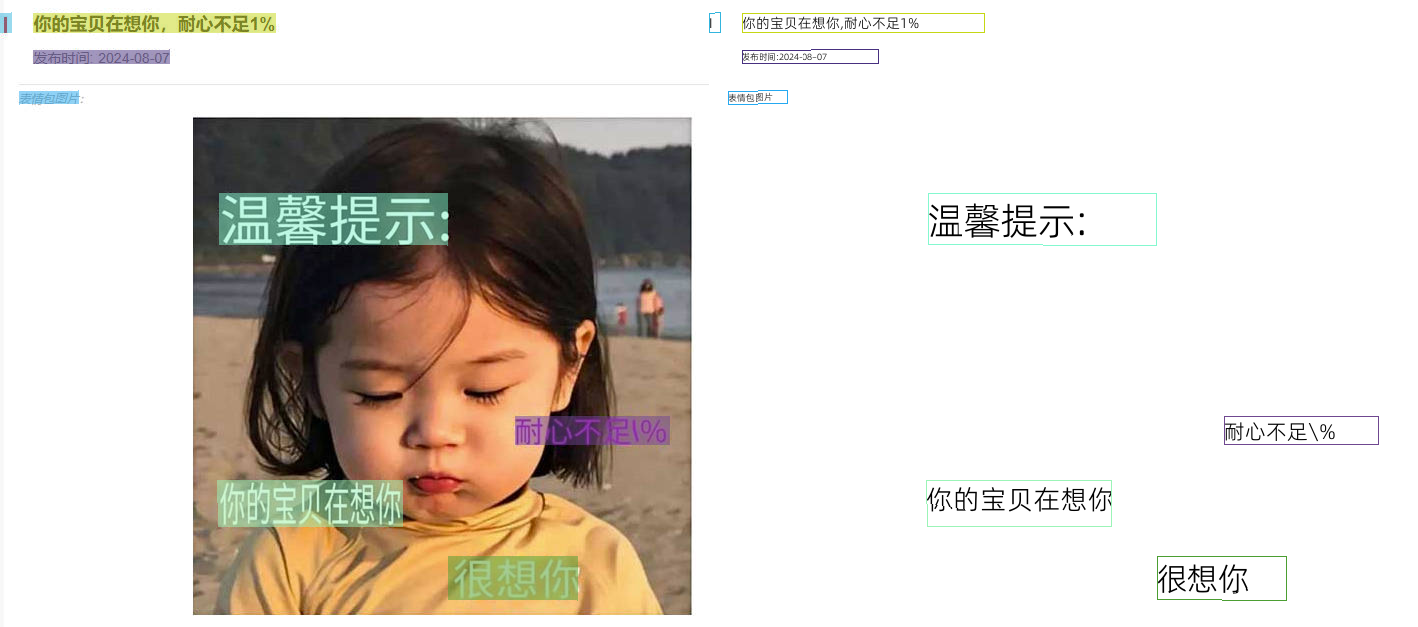 你的宝贝在想你，耐心不足1%
发布时间: 2024-08-07
表情包图片:
温馨提示:
耐心不足\%
你的宝贝在想你
很想你
你的宝贝在想你,耐心不足1%
发布时间:2024-08-07
表情包图片
温馨提示:
耐心不足\%
你的宝贝在想你
很想你